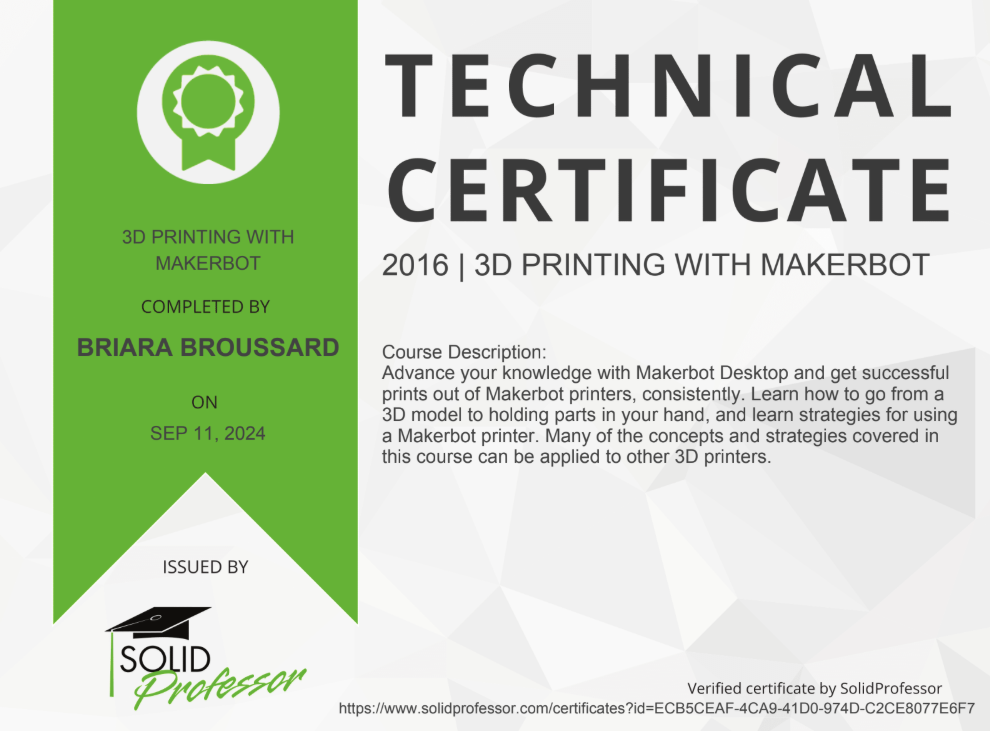 3D PRINTING WITH
MAKERBOT
COMPLETED BY
BRIARA BROUSSARD
ON
SEP 11, 2024
ISSUED BY
SOLID
Professor
TECHNICAL
CERTIFICATE
2016 | 3D PRINTING WITH MAKERBOT
Course Description:
Advance your knowledge with Makerbot Desktop and get successful
prints out of Makerbot printers, consistently. Learn how to go from a
3D model to holding parts in your hand, and learn strategies for using
a Makerbot printer. Many of the concepts and strategies covered in
this course can be applied to other 3D printers.
Verified certificate by SolidProfessor
https://www.solidprofessor.com/certificates?id=ECB5CEAF-4CA9-41D0-974D-C2CE8077E6F7